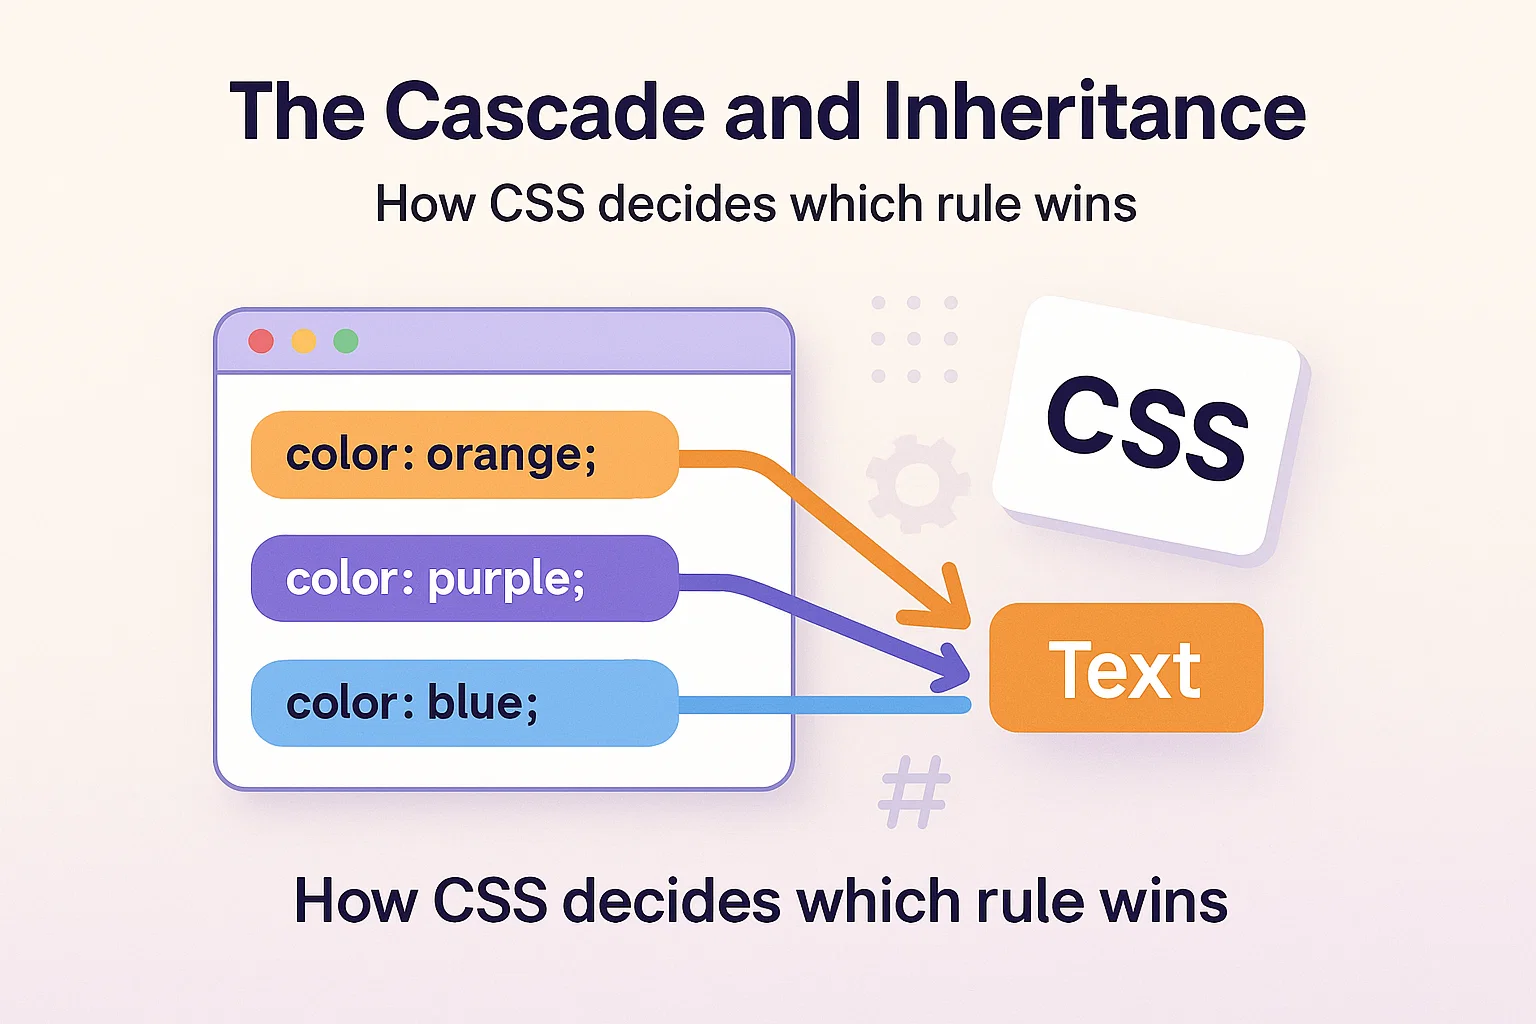 The Cascade and Inheritance
How CSS decides which rule wins
color: orange;
color: purple;
color: blue;
CSS
Text
#
How CSS decides which rule wins